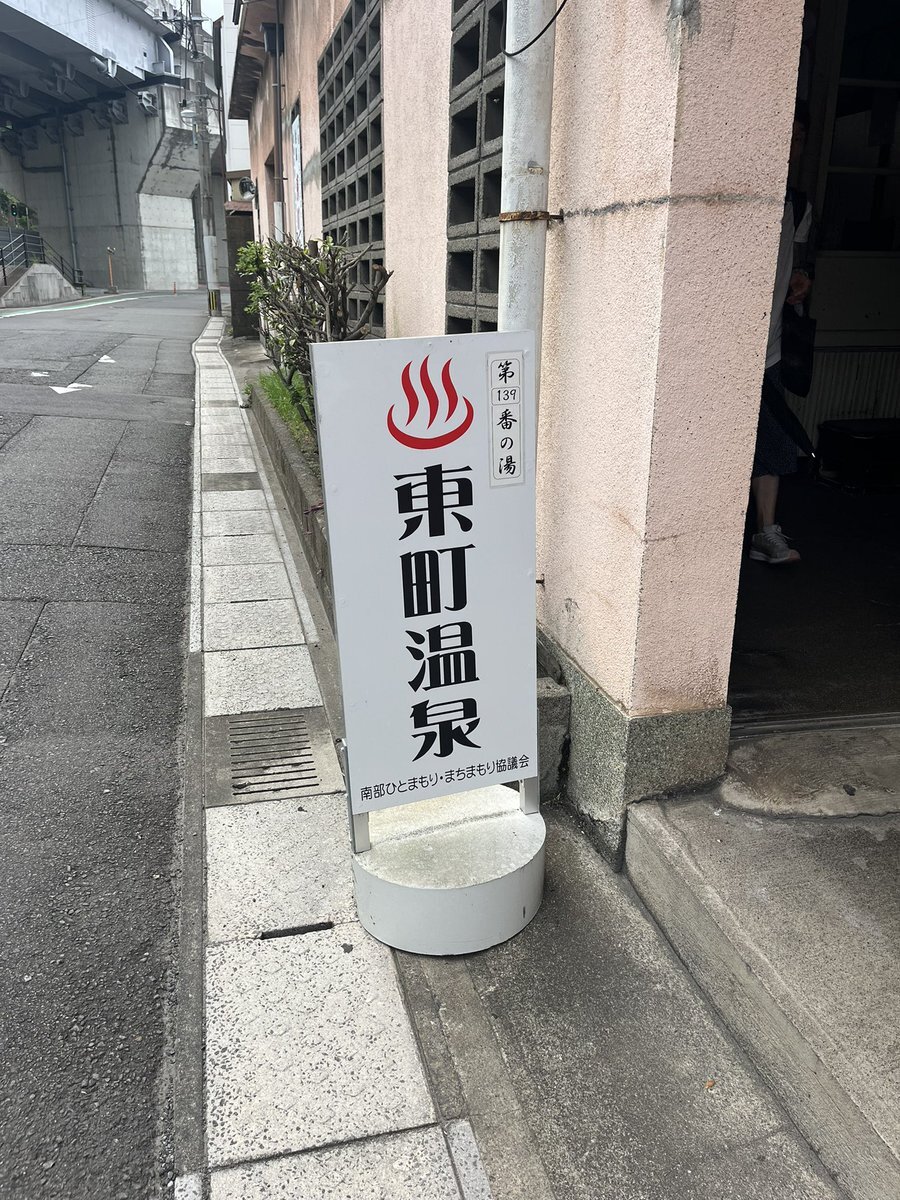 第139番の湯
東町温泉
南部ひとまもり・まちまもり協議会